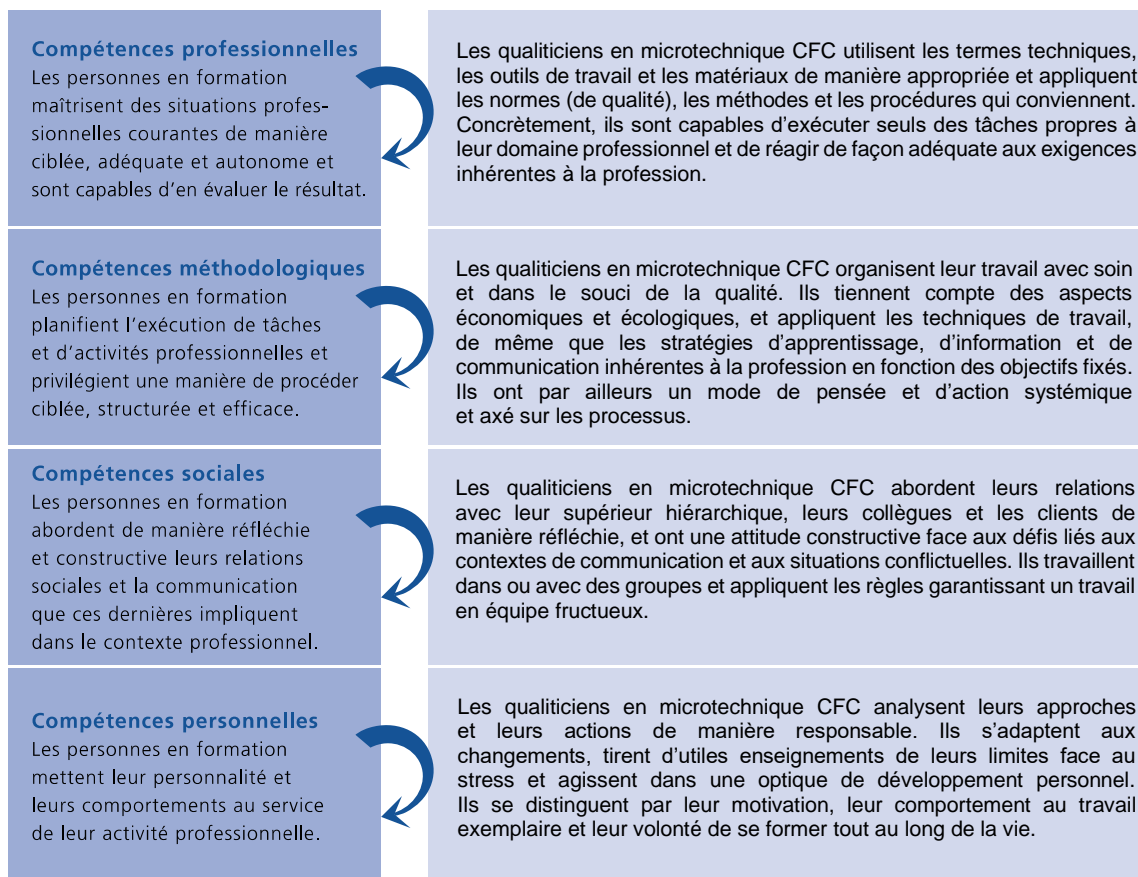 Compétences professionnelles
Les personnes en formation
maîtrisent des situations profes-
sionnelles courantes de manière
ciblée, adéquate et autonome et
sont capables d'en évaluer le résultat.
Les qualiticiens en microtechnique CFC utilisent les termes techniques,
les outils de travail et les matériaux de manière appropriée et appliquent
les normes (de qualité), les méthodes et les procédures qui conviennent.
Concrètement, ils sont capables d'exécuter seuls des tâches propres à
leur domaine professionnel et de réagir de façon adéquate aux exigences
inhérentes à la profession.
Compétences méthodologiques
Les personnes en formation
planifient l'exécution de tâches
et d'activités professionnelles et
privilégient une manière de procéder
ciblée, structurée et efficace.
Les qualiticiens en microtechnique CFC organisent leur travail avec soin
et dans le souci de la qualité. Ils tiennent compte des aspects
économiques et écologiques, et appliquent les techniques de travail,
de même que les stratégies d'apprentissage, d'information et de
communication inhérentes à la profession en fonction des objectifs fixés.
Ils ont par ailleurs un mode de pensée et d'action systémique
et axé sur les processus.
Compétences sociales
Les personnes en formation
abordent de manière réfléchie
et constructive leurs relations
sociales et la communication
que ces dernières impliquent
dans le contexte professionnel.
Les qualiticiens en microtechnique CFC abordent leurs relations
avec leur supérieur hiérarchique, leurs collègues et les clients de
manière réfléchie, et ont une attitude constructive face aux défis liés aux
contextes de communication et aux situations conflictuelles. Ils travaillent
dans ou avec des groupes et appliquent les règles garantissant un travail
en équipe fructueux.
Compétences personnelles
Les personnes en formation
mettent leur personnalité et
leurs comportements au service
de leur activité professionnelle.
Les qualiticiens en microtechnique CFC analysent leurs approches
et leurs actions de manière responsable. Ils s'adaptent aux
changements, tirent d'utiles enseignements de leurs limites face au
stress et agissent dans une optique de développement personnel.
Ils se distinguent par leur motivation, leur comportement au travail
exemplaire et leur volonté de se former tout au long de la vie.